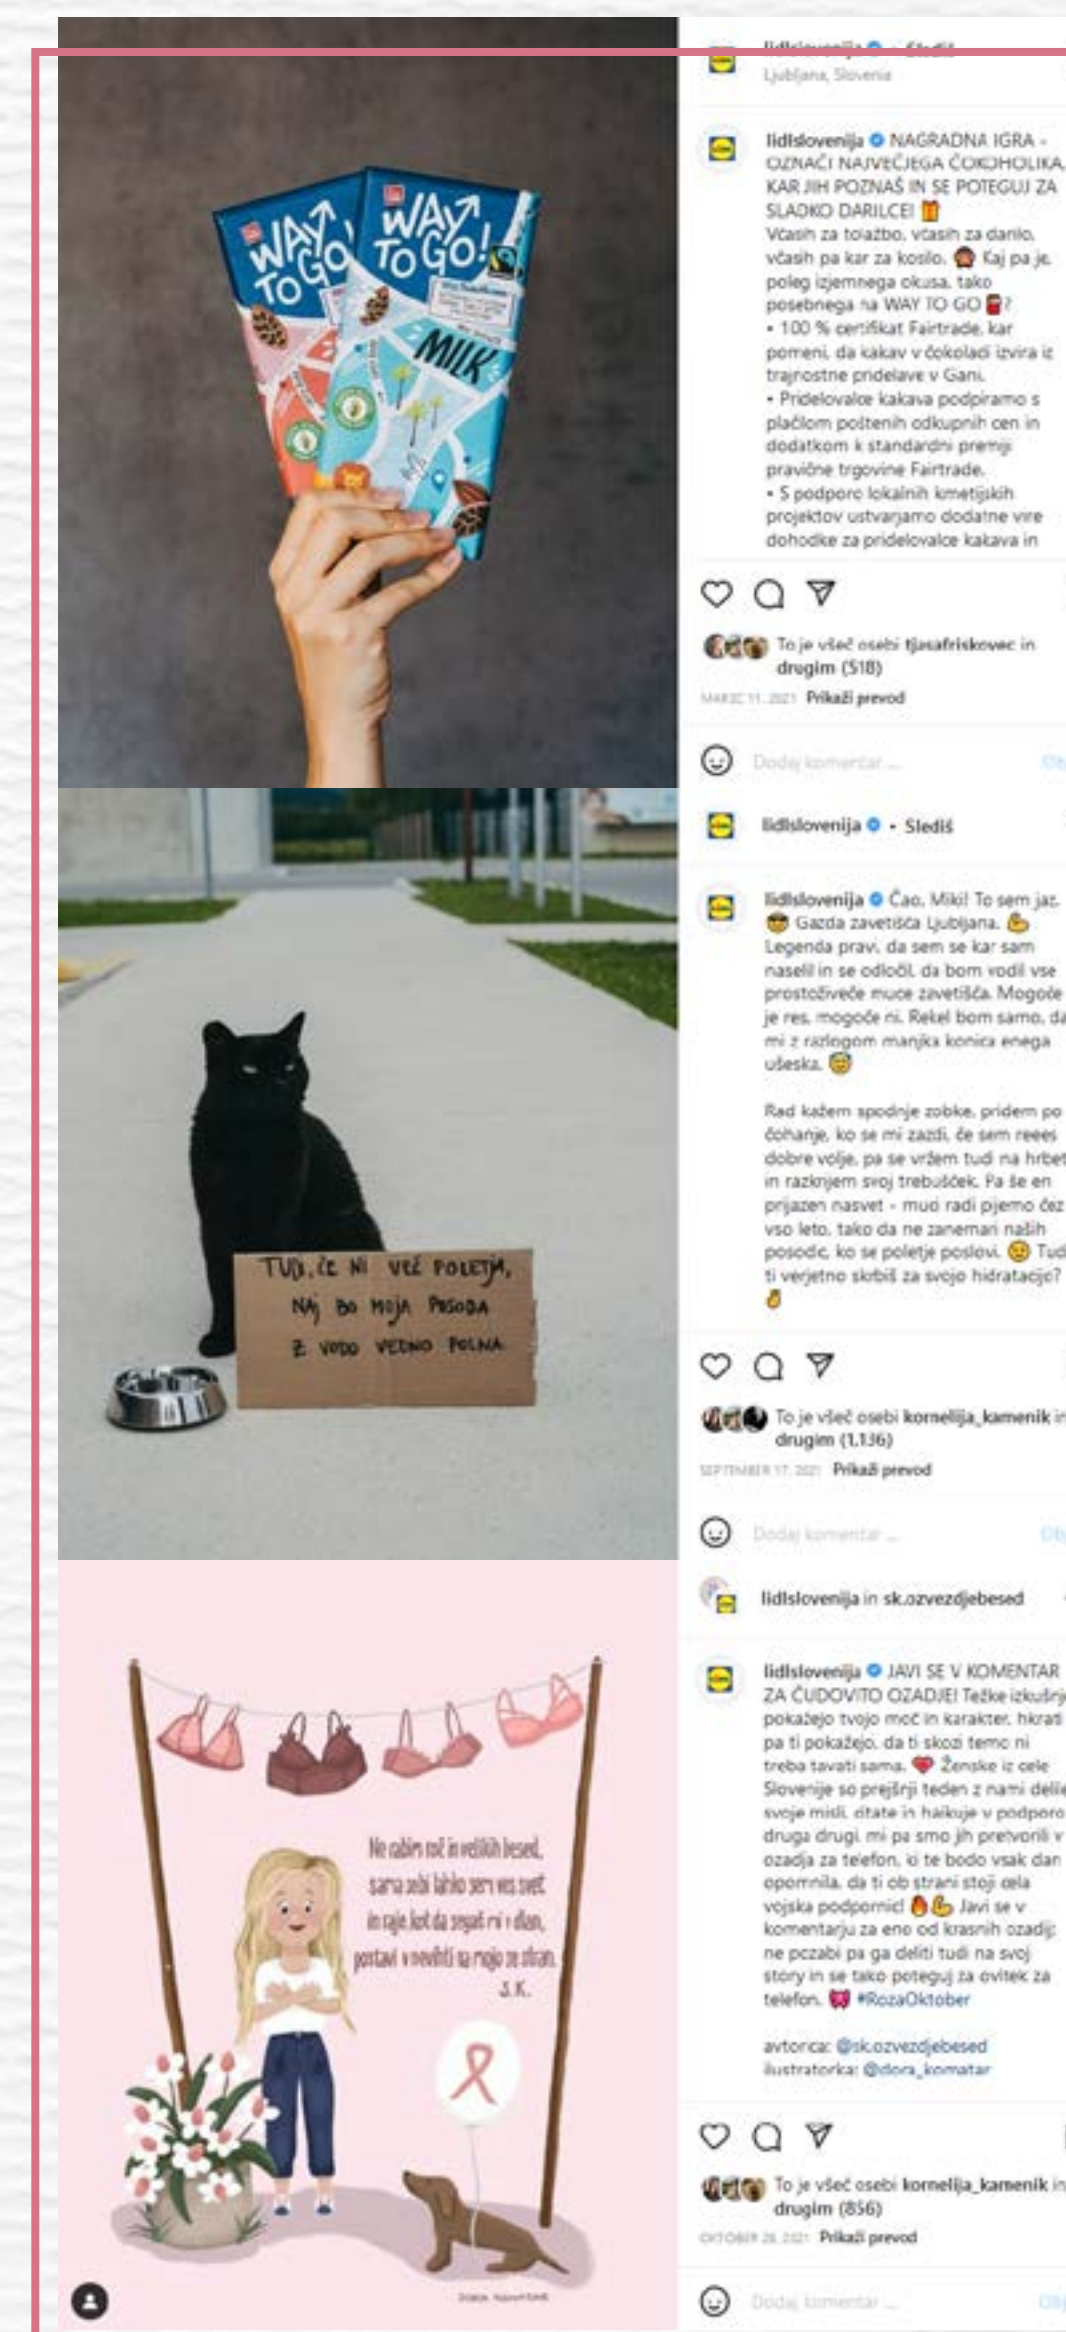 WAY
TO GO!
WAY
TO GO!
MILK
lidlslovenija • Slediš
Ljubljana, Slovenia
lidlslovenija NAGRADNA IGRA -
OZNAČI NAJVEČJEGA ČOKOHOLIKA,
KAR JIH POZNAŠ IN SE POTEGUJ ZA
SLADKO DARILCE! 🎁
Včasih za tolažbo, včasih za darilo,
včasih pa kar za kosilo. 🙊 Kaj pa je,
poleg izjemnega okusa, tako
posebnega na WAY TO GO 🍫?
• 100 % certifikat Fairtrade, kar
pomeni, da kakav v čokoladi izvira iz
trajnostne pridelave v Gani.
• Pridelovalce kakava podpiramo s
plačilom poštenih odkupnih cen in
dodatkom k standardni premiji
pravične trgovine Fairtrade.
• S podporo lokalnih kmetijskih
projektov ustvarjamo dodatne vire
dohodke za pridelovalce kakava in
To je všeč osebi tjasafriskovec in
drugim (518)
MAREC 11, 2021 Prikaži prevod
Dodaj komentar ...
TUDI, ČE NI VEČ POLETJA,
NAJ BO MOJA POSODA
Z VODO VEDNO POLNA
lidlslovenija • Slediš
lidlslovenija Čao, Miki! To sem jaz.
😎 Gazda zavetišča Ljubljana. 💪
Legenda pravi, da sem se kar sam
naselil in se odločil, da bom vodil vse
prostoživeče muce zavetišča. Mogoče
je res, mogoče ni. Rekel bom samo, da
mi z razlogom manjka konica enega
ušeska. 😇
Rad kažem spodnje zobke, pridem po
čohanje, ko se mi zazdi, če sem reees
dobre volje, pa se vržem tudi na hrbet
in razkrijem svoj trebušček. Pa še en
prijazen nasvet - muci radi pijemo čez
vso leto, tako da ne zanemari naših
posodic, ko se poletje poslovi. Tudi
ti verjetno skrbiš za svojo hidratacijo?
To je všeč osebi kornelija_kamenik in
drugim (1,136)
SEPTEMBER 17, 2021 Prikaži prevod
Dodaj komentar ...
Ne rabim rož in velikih besed,
sama sebi lahko sem ves svet
in raje, kot da segaš mi v dlan,
postavi v nevihti na mojo se stran.
S. K.
lidlslovenija in sk.ozvezdjebesed
lidlslovenija JAVI SE V KOMENTAR
ZA ČUDOVITO OZADJE! Težke izkušnje
pokažejo tvojo moč in karakter, hkrati
pa ti pokažejo, da ti skozi temo ni
treba tavati sama. 💗 Ženske iz cele
Slovenije so prejšnji teden z nami delile
svoje misli, citate in haikuje v podporo
druga drugi, mi pa smo jih pretvorili v
ozadja za telefon, ki te bodo vsak dan
opomnila, da ti ob strani stoji cela
vojska podpornic! 🔥💪 Javi se v
komentarju za eno od krasnih ozadij;
ne pozabi pa ga deliti tudi na svoj
story in se tako poteguj za ovitek za
telefon. #RozaOktober
avtorica: @sk.ozvezdjebesed
ilustratorka: @dora_komatar
To je všeč osebi kornelija_kamenik in
drugim (856)
OKTOBER 28, 2021 Prikaži prevod
Dodaj komentar ...